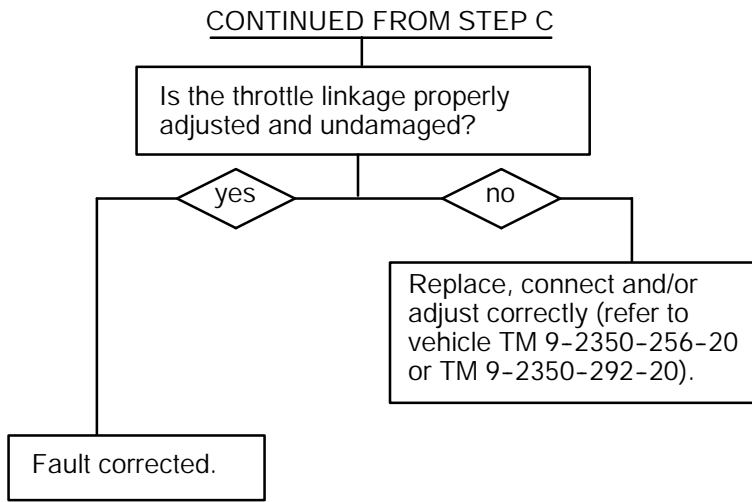 CONTINUED FROM STEP C
Is the throttle linkage properly
adjusted and undamaged?
yes
no
Replace, connect and/or
adjust correctly (refer to
vehicle TM 9-2350-256-20
or TM 9-2350-292-20).
Fault corrected.